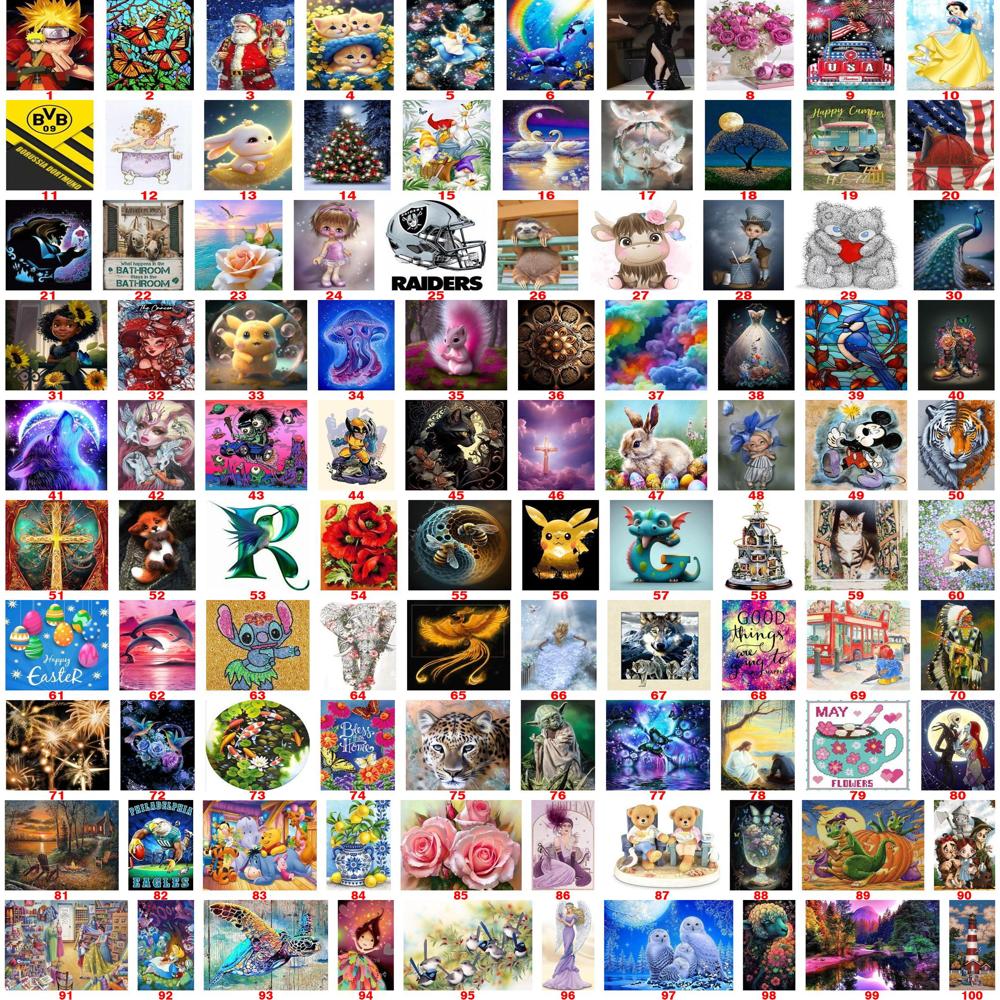 USA
1 2 3 4 5 6 7 8 9 10
BVB
09
BORUSSIA DORTMUND
Happy Camper
11 12 13 14 15 16 17 18 19 20
What happens in the
BATHROOM
Stays in the
BATHROOM
RAIDERS
RAIDERS
21 22 23 24 25 26 27 28 29 30
The Cancer
31 32 33 34 35 36 37 38 39 40
41 42 43 44 45 46 47 48 49 50
R
G
51 52 53 54 55 56 57 58 59 60
Happy
EASTER
GOOD
things
are
going to
61 62 63 64 65 66 67 68 69 70
Bless
Home
MAY
FLOWERS
71 72 73 74 75 76 77 78 79 80
PHILADELPHIA
EAGLES
81 82 83 84 85 86 87 88 89 90
91 92 93 94 95 96 97 98 99 100